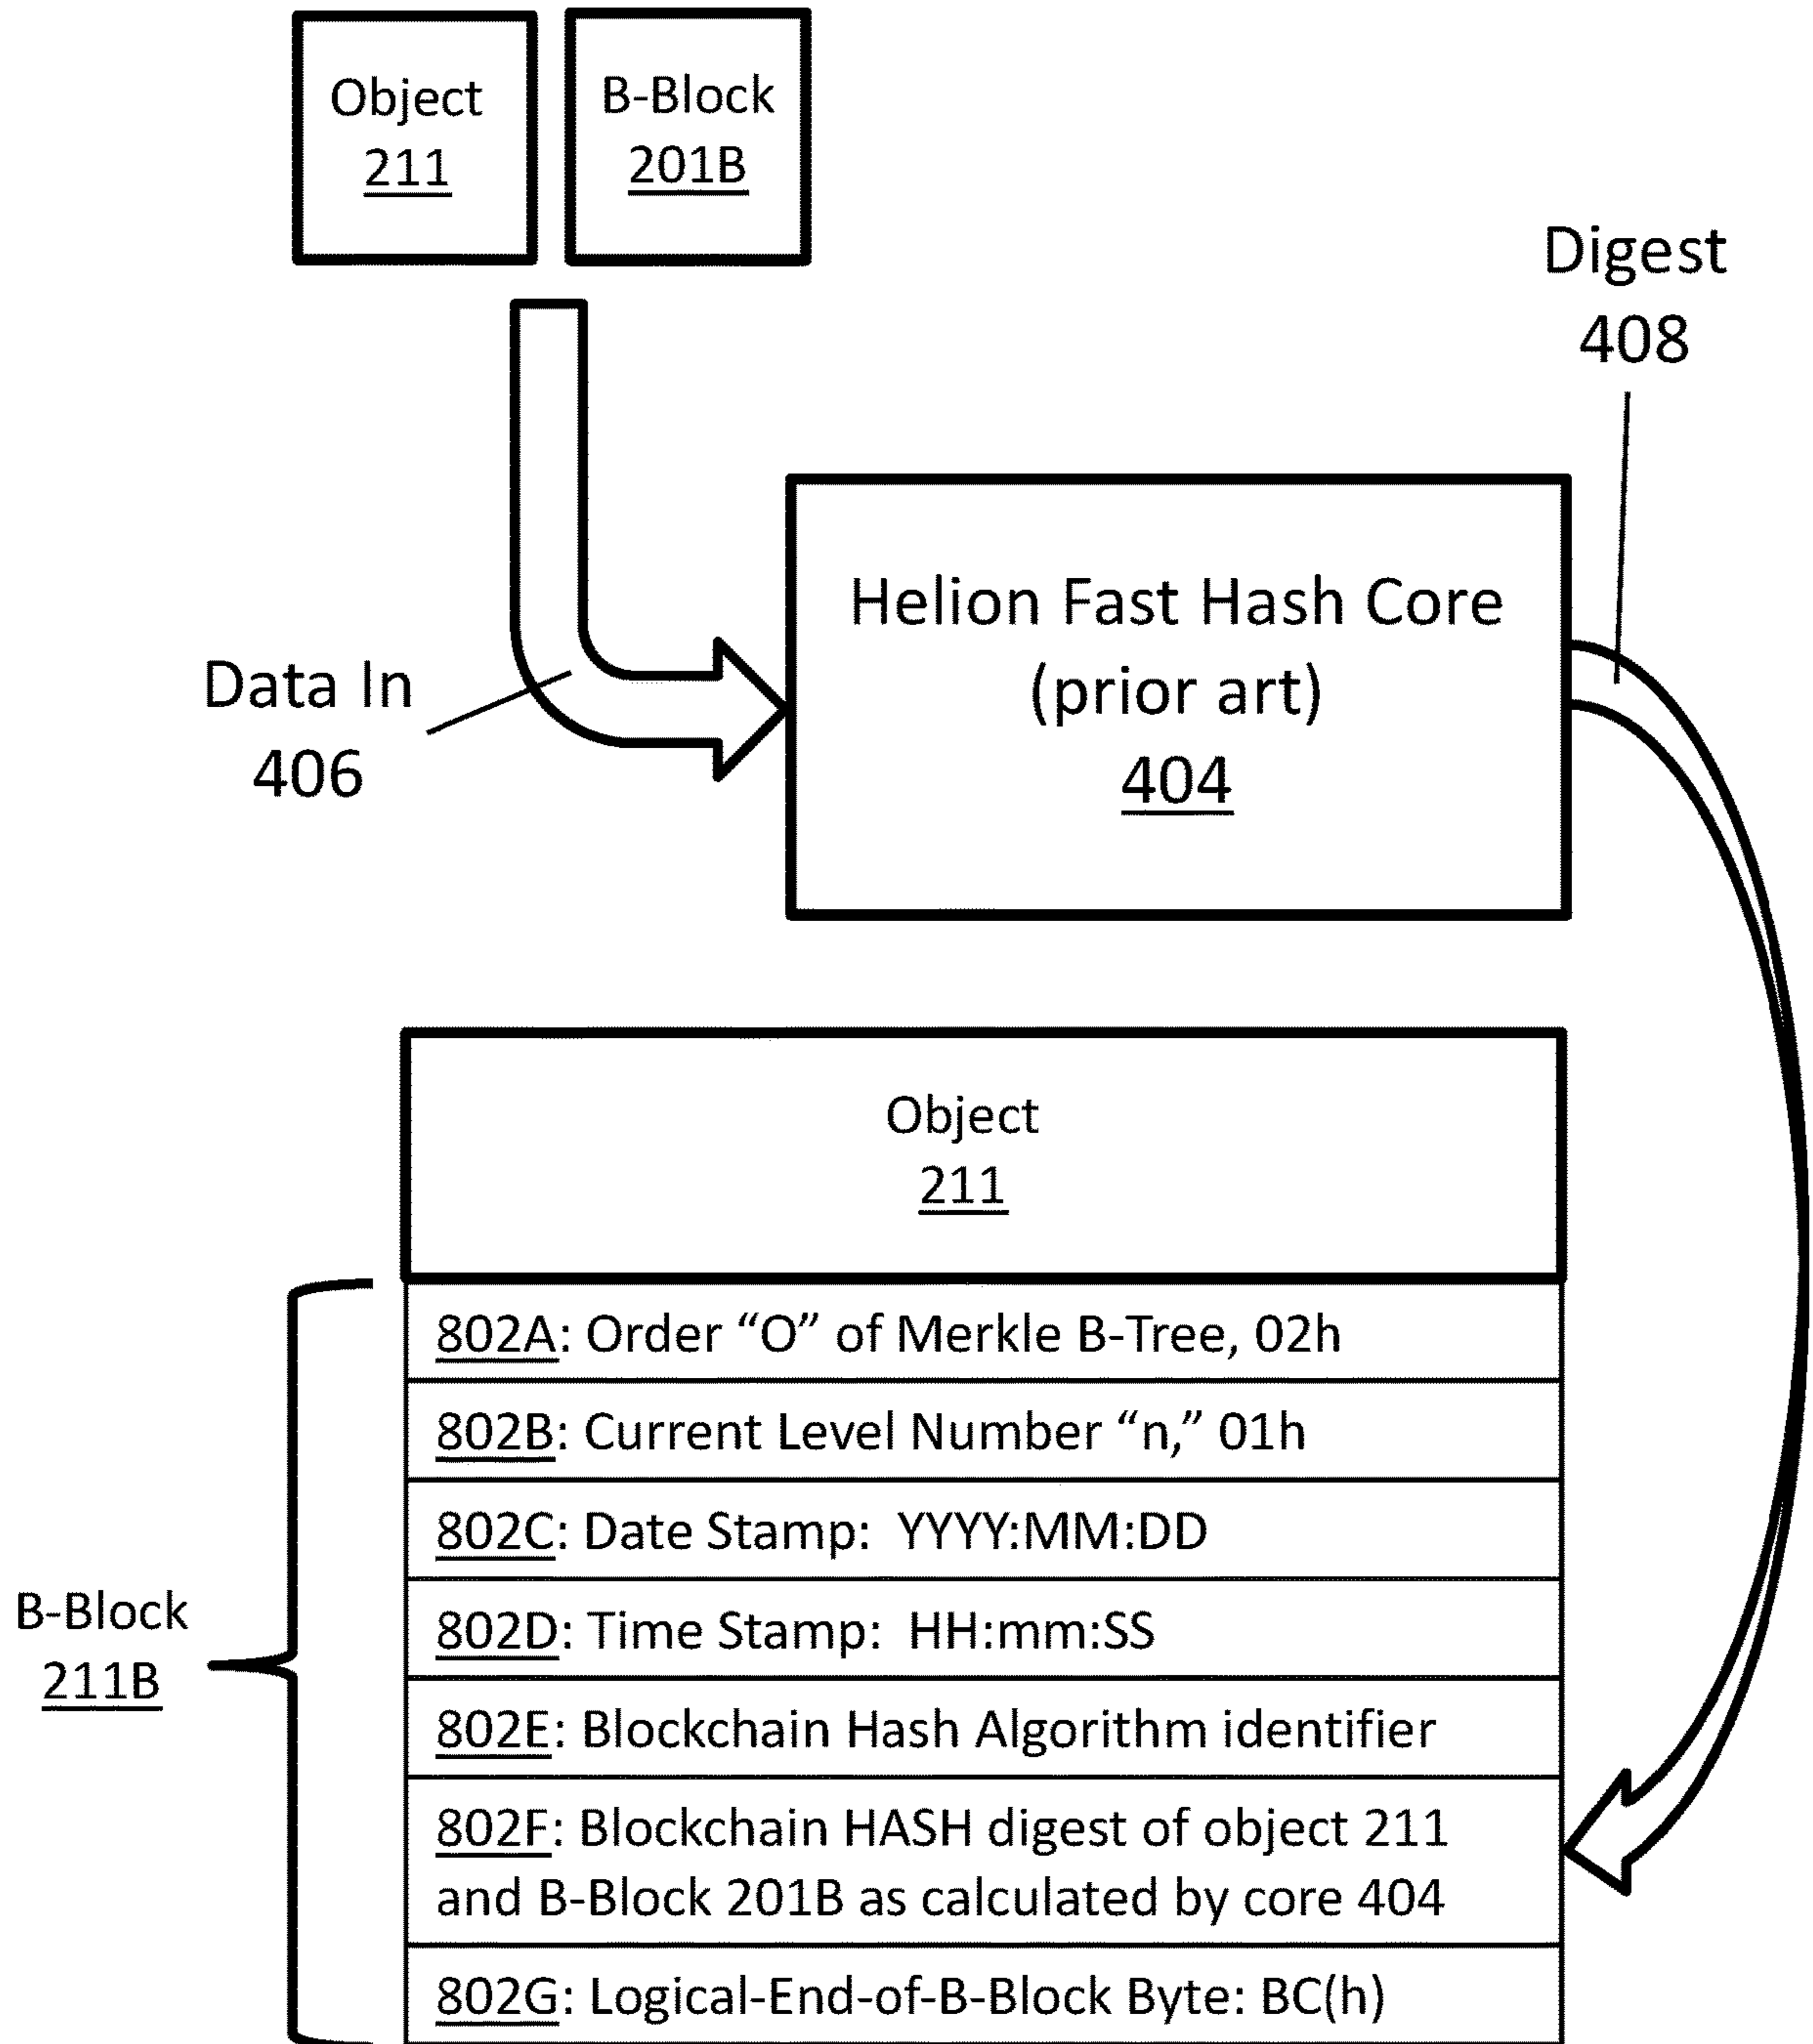 Object
211
B-Block
201B
Digest
408
Helion Fast Hash Core
(prior art)
404
Data In
406
Object
211
802A: Order “O” of Merkle B-Tree, 02h
802B: Current Level Number “n,” 01h
802C: Date Stamp:  YYYY:MM:DD
802D: Time Stamp:  HH:mm:SS
B-Block
211B
802E: Blockchain Hash Algorithm identifier
802F: Blockchain HASH digest of object 211
and B-Block 201B as calculated by core 404
802G: Logical-End-of-B-Block Byte: BC(h)